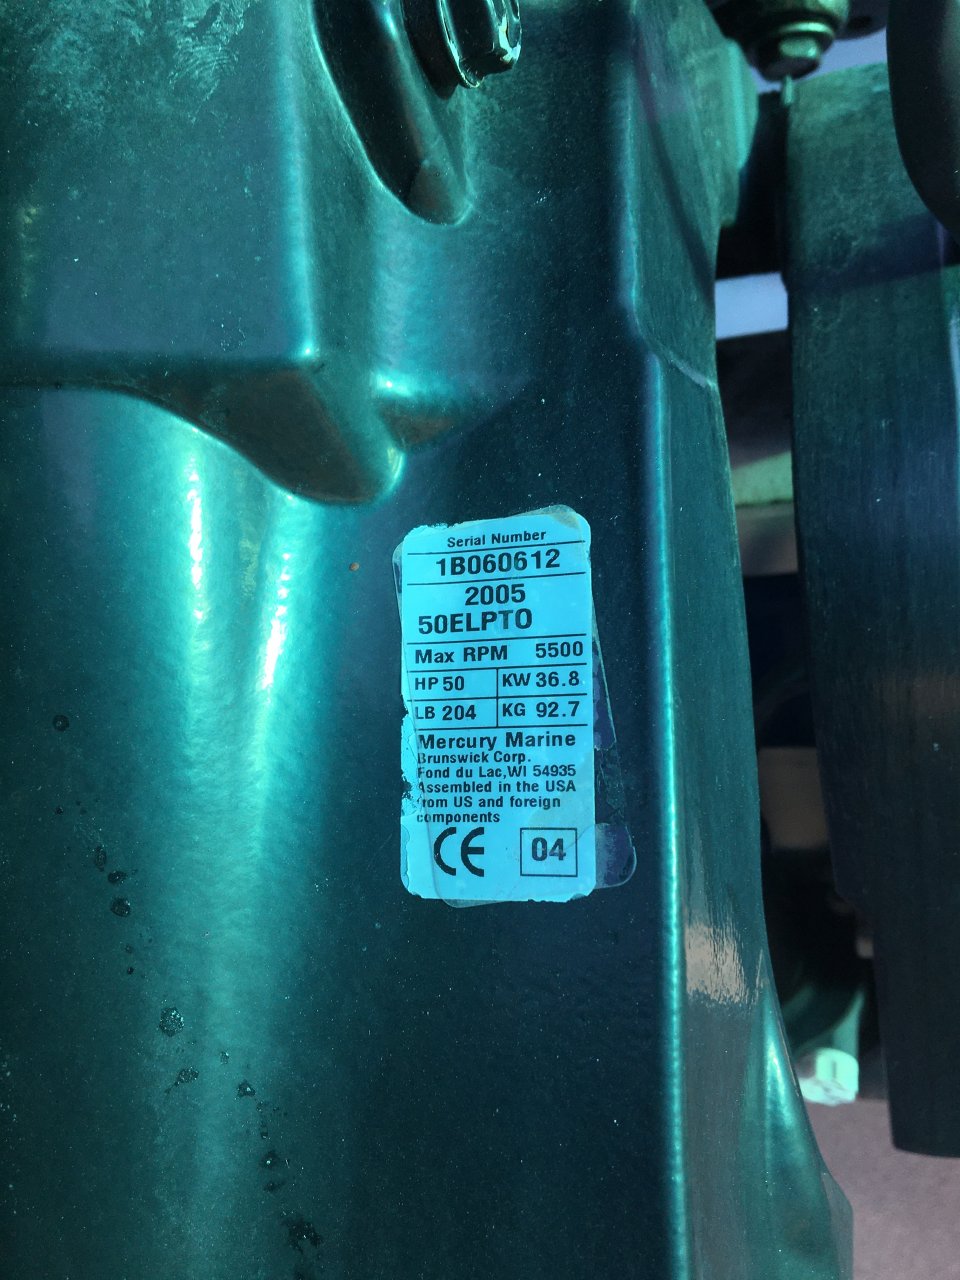 Serial Number
1B060612
2005
50ELPTO
Max RPM 5500
HP 50 KW 36.8
LB 204 KG 92.7
Mercury Marine
Brunswick Corp.
Fond du Lac, WI 54935
Assembled in the USA
from US and foreign
components
CE 04